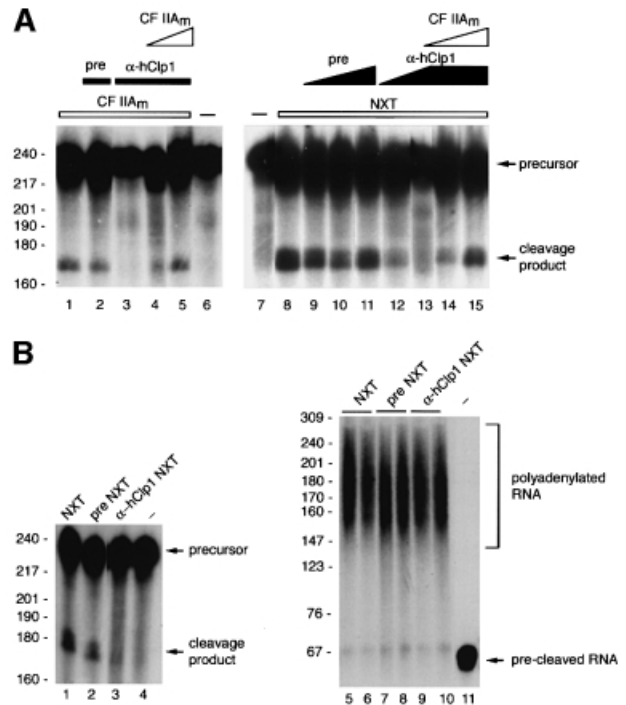 A
CF IIAm
pre
α-hClp1
CF IIAm
–
240 -
217 -
201 -
190 -
180 -
160 -
1 2 3 4 5 6
CF IIAm
pre
α-hClp1
–
NXT
precursor
cleavage
product
7 8 9 10 11 12 13 14 15
B
NXT
pre NXT
α-hClp1 NXT
–
240 -
217 -
201 -
190 -
180 -
160 -
precursor
cleavage
product
1 2 3 4
NXT
pre NXT
α-hClp1 NXT
–
309 -
240 -
201 -
180 -
170 -
160 -
147 -
123 -
76 -
67 -
polyadenylated
RNA
pre-cleaved RNA
5 6 7 8 9 10 11